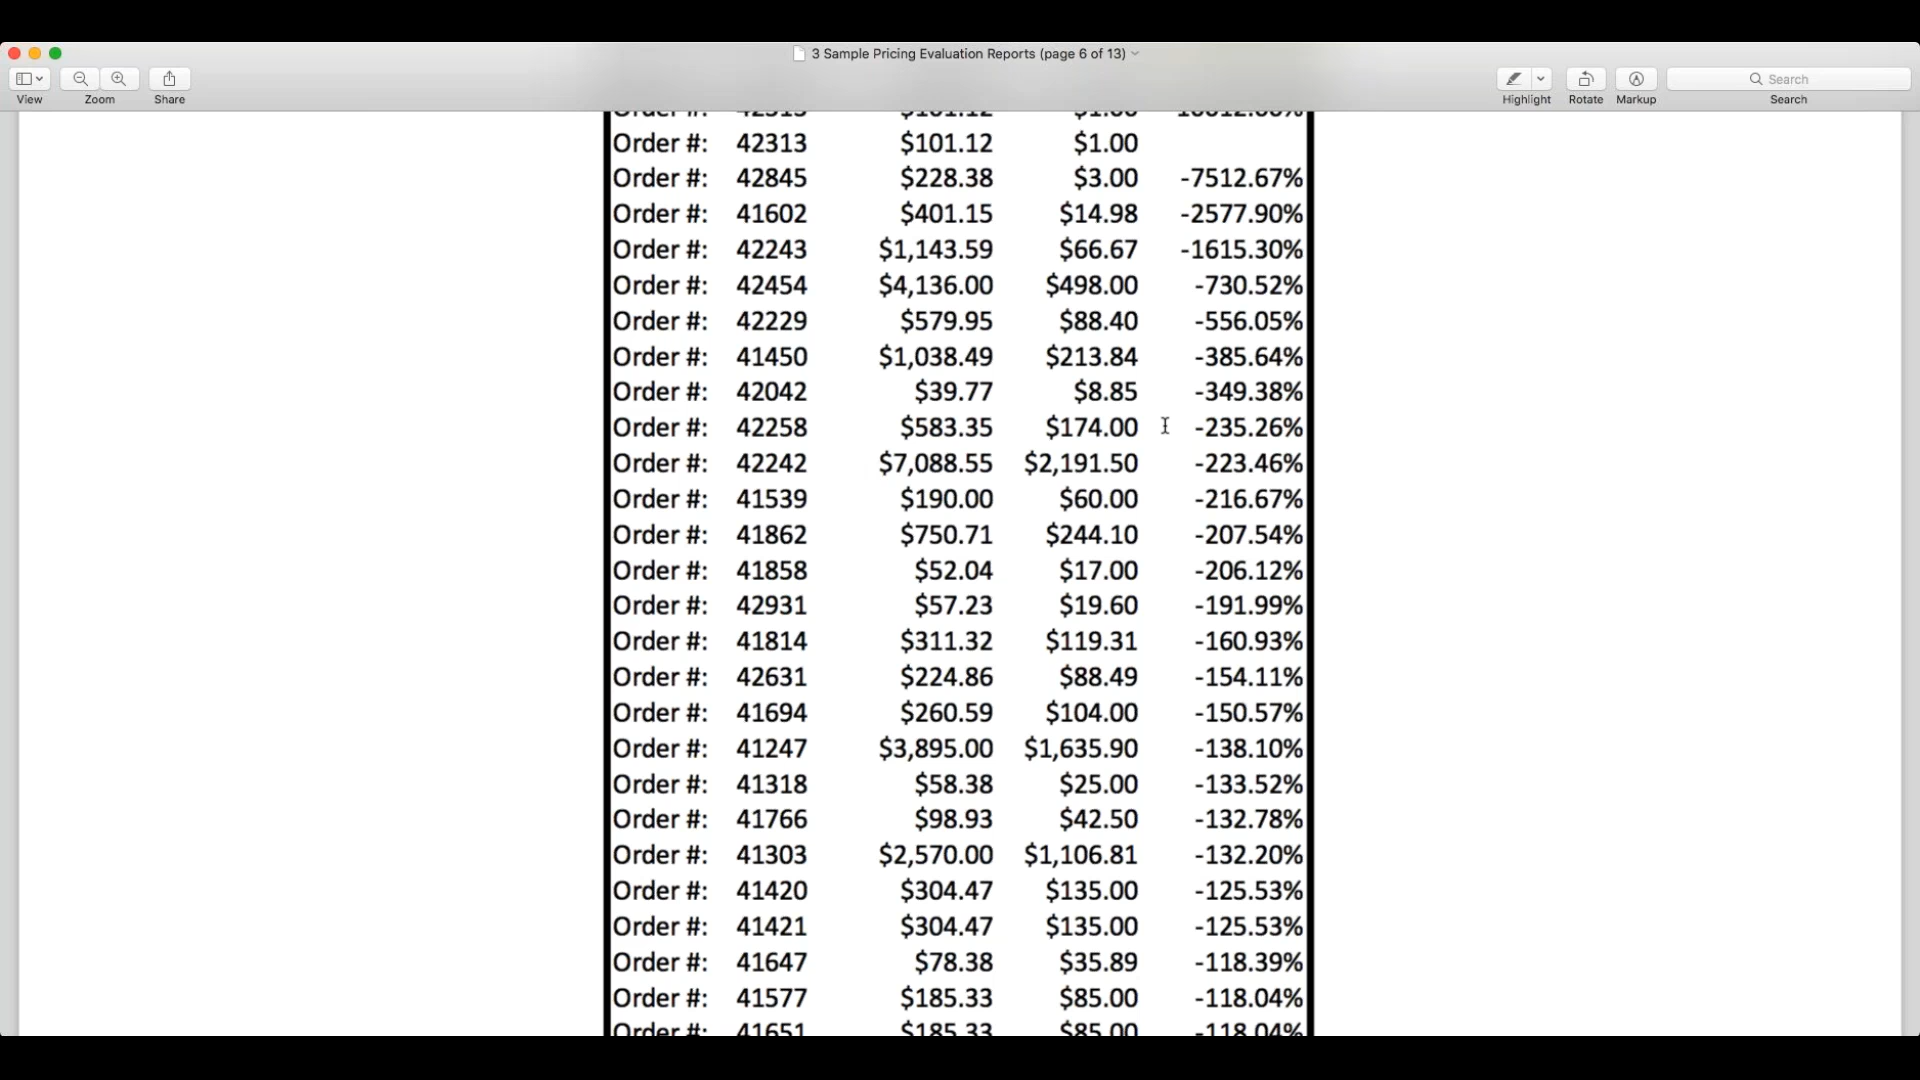 3 Sample Pricing Evaluation Reports (page 6 of 13)
View Zoom Share Highlight Rotate Markup Search
Search
Order #: 42313 $101.12 $1.00
Order #: 42845 $228.38 $3.00 -7512.67%
Order #: 41602 $401.15 $14.98 -2577.90%
Order #: 42243 $1,143.59 $66.67 -1615.30%
Order #: 42454 $4,136.00 $498.00 -730.52%
Order #: 42229 $579.95 $88.40 -556.05%
Order #: 41450 $1,038.49 $213.84 -385.64%
Order #: 42042 $39.77 $8.85 -349.38%
Order #: 42258 $583.35 $174.00 -235.26%
Order #: 42242 $7,088.55 $2,191.50 -223.46%
Order #: 41539 $190.00 $60.00 -216.67%
Order #: 41862 $750.71 $244.10 -207.54%
Order #: 41858 $52.04 $17.00 -206.12%
Order #: 42931 $57.23 $19.60 -191.99%
Order #: 41814 $311.32 $119.31 -160.93%
Order #: 42631 $224.86 $88.49 -154.11%
Order #: 41694 $260.59 $104.00 -150.57%
Order #: 41247 $3,895.00 $1,635.90 -138.10%
Order #: 41318 $58.38 $25.00 -133.52%
Order #: 41766 $98.93 $42.50 -132.78%
Order #: 41303 $2,570.00 $1,106.81 -132.20%
Order #: 41420 $304.47 $135.00 -125.53%
Order #: 41421 $304.47 $135.00 -125.53%
Order #: 41647 $78.38 $35.89 -118.39%
Order #: 41577 $185.33 $85.00 -118.04%
Order #: 41651 $185.33 $85.00 -118.04%